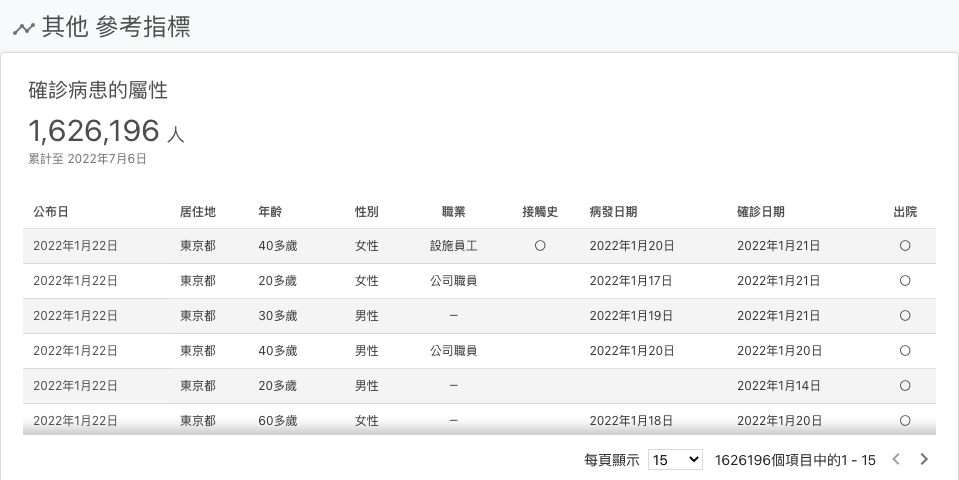 其他 參考指標
確診病患的屬性
1,626,196 人
累計至 2022年7月6日
公布日 居住地 年齡 性別 職業 接觸史 病發日期 確診日期 出院
2022年1月22日 東京都 40多歲 女性 設施員工 〇 2022年1月20日 2022年1月21日 〇
2022年1月22日 東京都 20多歲 女性 公司職員 2022年1月17日 2022年1月21日 〇
2022年1月22日 東京都 30多歲 男性 − 2022年1月19日 2022年1月21日 〇
2022年1月22日 東京都 40多歲 男性 公司職員 2022年1月20日 2022年1月20日 〇
2022年1月22日 東京都 20多歲 男性 − 2022年1月14日 〇
2022年1月22日 東京都 60多歲 女性 − 2022年1月18日 2022年1月20日 〇
每頁顯示 15 1626196個項目中的1 - 15